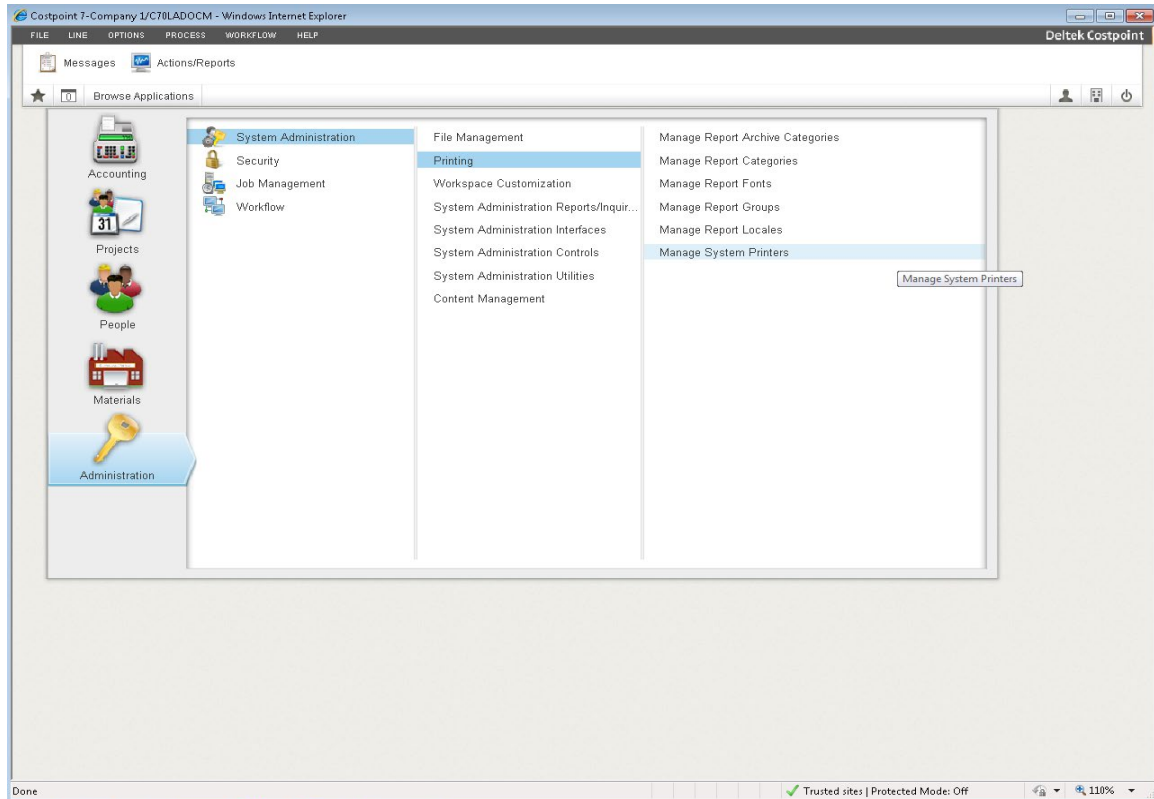 Costpoint 7-Company 1/C70LADOCM - Windows Internet Explorer
FILE LINE OPTIONS PROCESS WORKFLOW HELP Deltek Costpoint
Messages Actions/Reports
0 Browse Applications
Accounting
31
Projects
People
Materials
Administration
System Administration
Security
Job Management
Workflow
File Management
Printing
Workspace Customization
System Administration Reports/Inquir...
System Administration Interfaces
System Administration Controls
System Administration Utilities
Content Management
Manage Report Archive Categories
Manage Report Categories
Manage Report Fonts
Manage Report Groups
Manage Report Locales
Manage System Printers
Manage System Printers
Done Trusted sites | Protected Mode: Off 110%